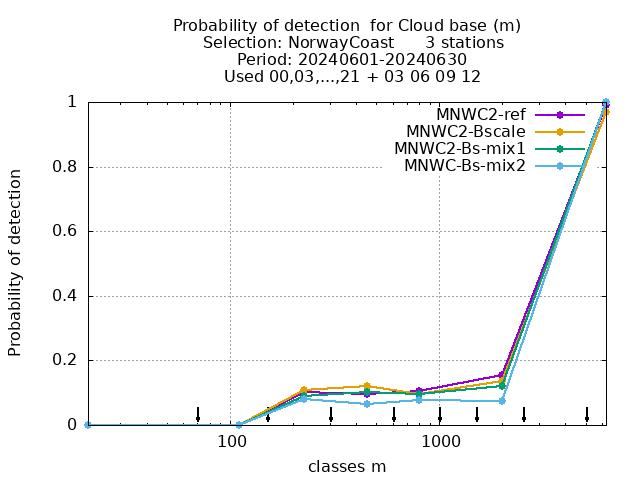 Probability of detection  for Cloud base (m)
Selection: NorwayCoast      3 stations
Period: 20240601-20240630
Used 00,03,...,21 + 03 06 09 12
MNWC2-ref
MNWC2-Bscale
MNWC2-Bs-mix1
MNWC-Bs-mix2
Probability of detection
1
0.8
0.6
0.4
0.2
0
100
1000
classes m